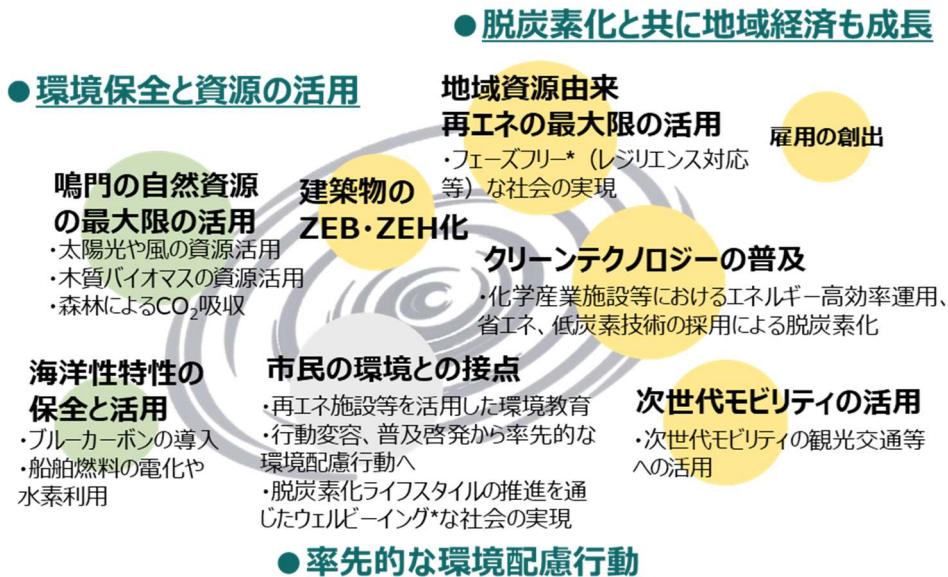 ●脱炭素化と共に地域経済も成長
●環境保全と資源の活用
地域資源由来
再エネの最大限の活用
・フェーズフリー*（レジリエンス対応
等）な社会の実現
雇用の創出
鳴門の自然資源
の最大限の活用
・太陽光や風の資源活用
・木質バイオマスの資源活用
・森林によるCO₂吸収
建築物の
ZEB・ZEH化
クリーンテクノロジーの普及
・化学産業施設等におけるエネルギー高効率運用、
省エネ、低炭素技術の採用による脱炭素化
海洋性特性の
保全と活用
・ブルーカーボンの導入
・船舶燃料の電化や
水素利用
市民の環境との接点
・再エネ施設等を活用した環境教育
・行動変容、普及啓発から率先的な
環境配慮行動へ
・脱炭素化ライフスタイルの推進を通
じたウェルビーイング*な社会の実現
次世代モビリティの活用
・次世代モビリティの観光交通等
への活用
●率先的な環境配慮行動